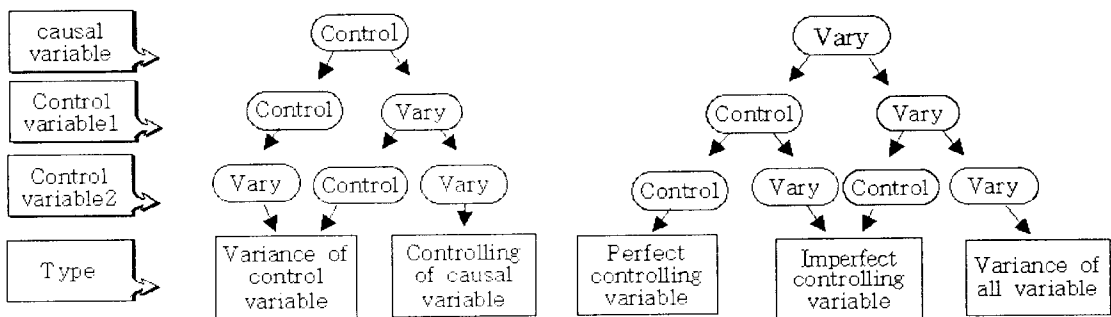 causal
variable
Control
Vary
Control
variable1
Control
Vary
Control
Vary
Control
variable2
Vary
Control
Vary
Control
Vary
Control
Vary
Type
Variance of
control
variable
Controlling
of causal
variable
Perfect
controlling
variable
Imperfect
controlling
variable
Variance of
all variable